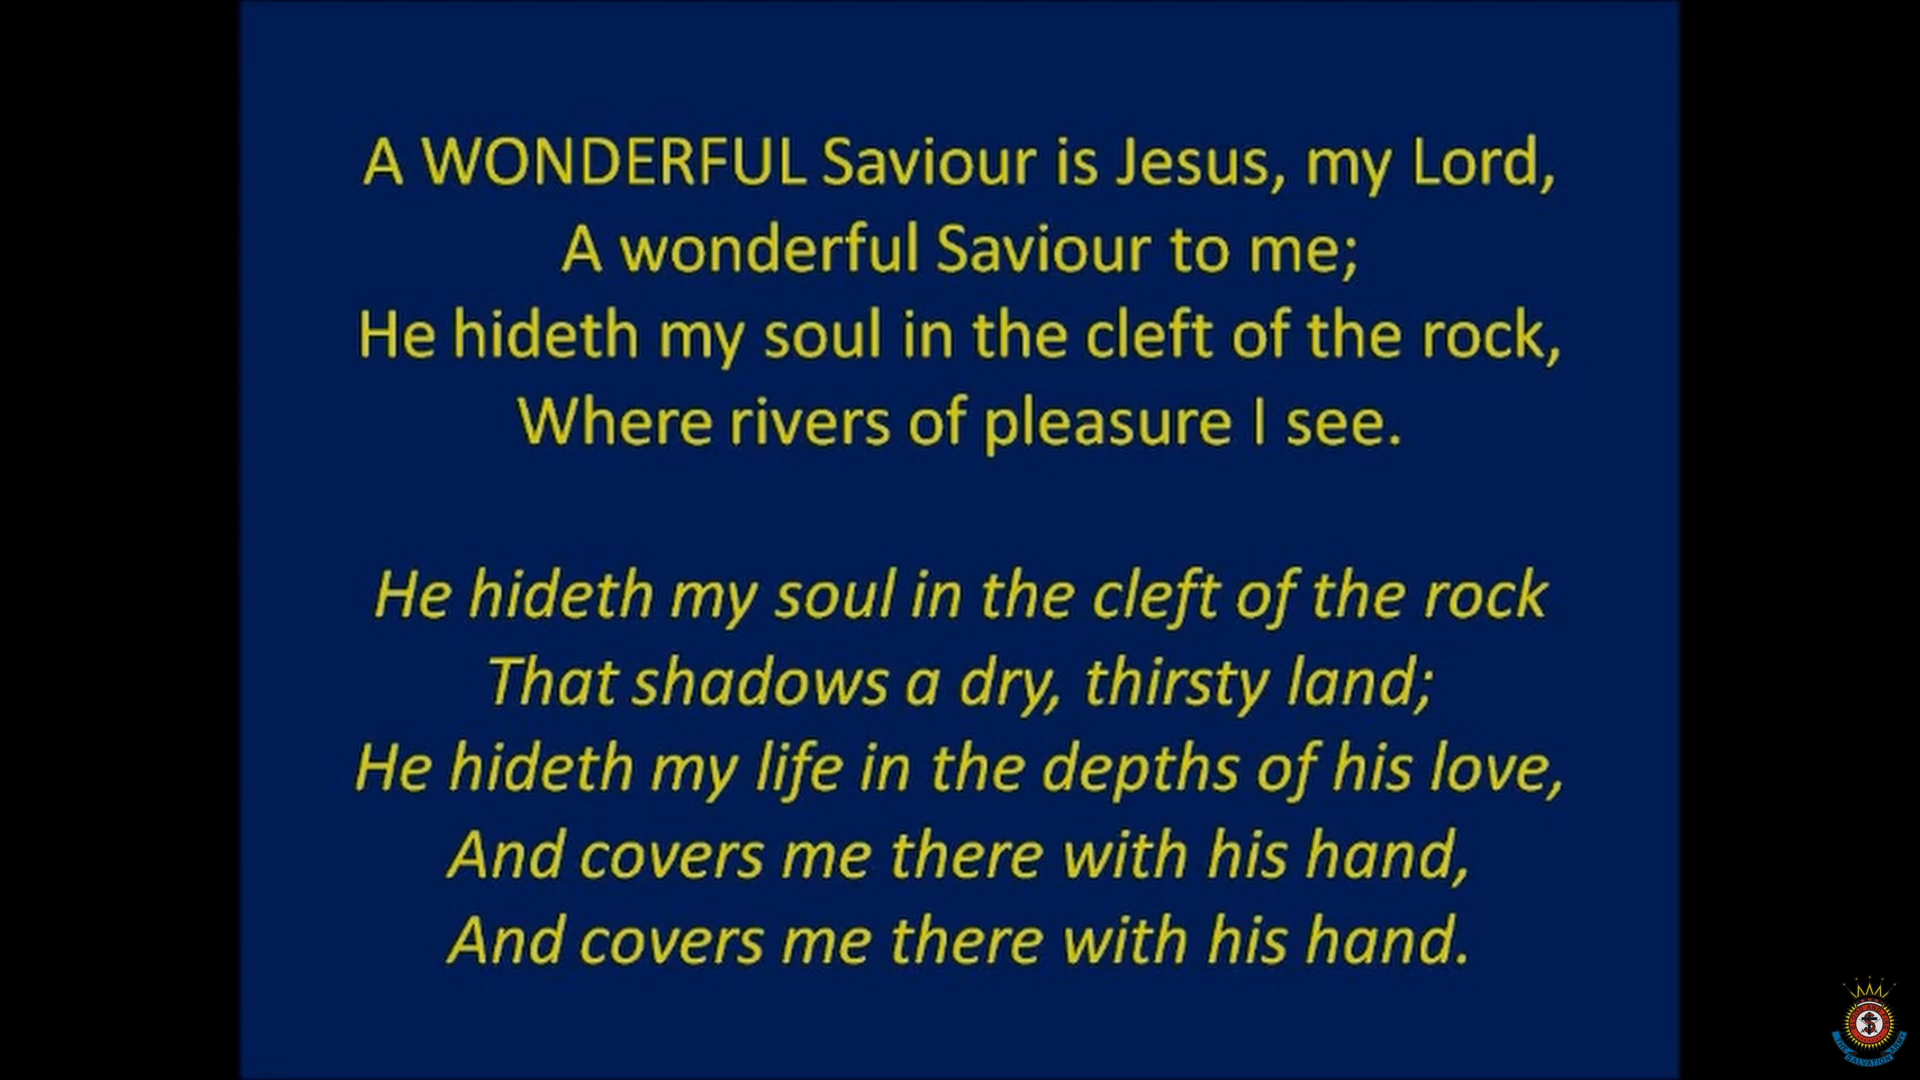 A WONDERFUL Saviour is Jesus, my Lord,
A wonderful Saviour to me;
He hideth my soul in the cleft of the rock,
Where rivers of pleasure I see.
He hideth my soul in the cleft of the rock
That shadows a dry, thirsty land;
He hideth my life in the depths of his love,
And covers me there with his hand,
And covers me there with his hand.
THE SALVATION ARMY